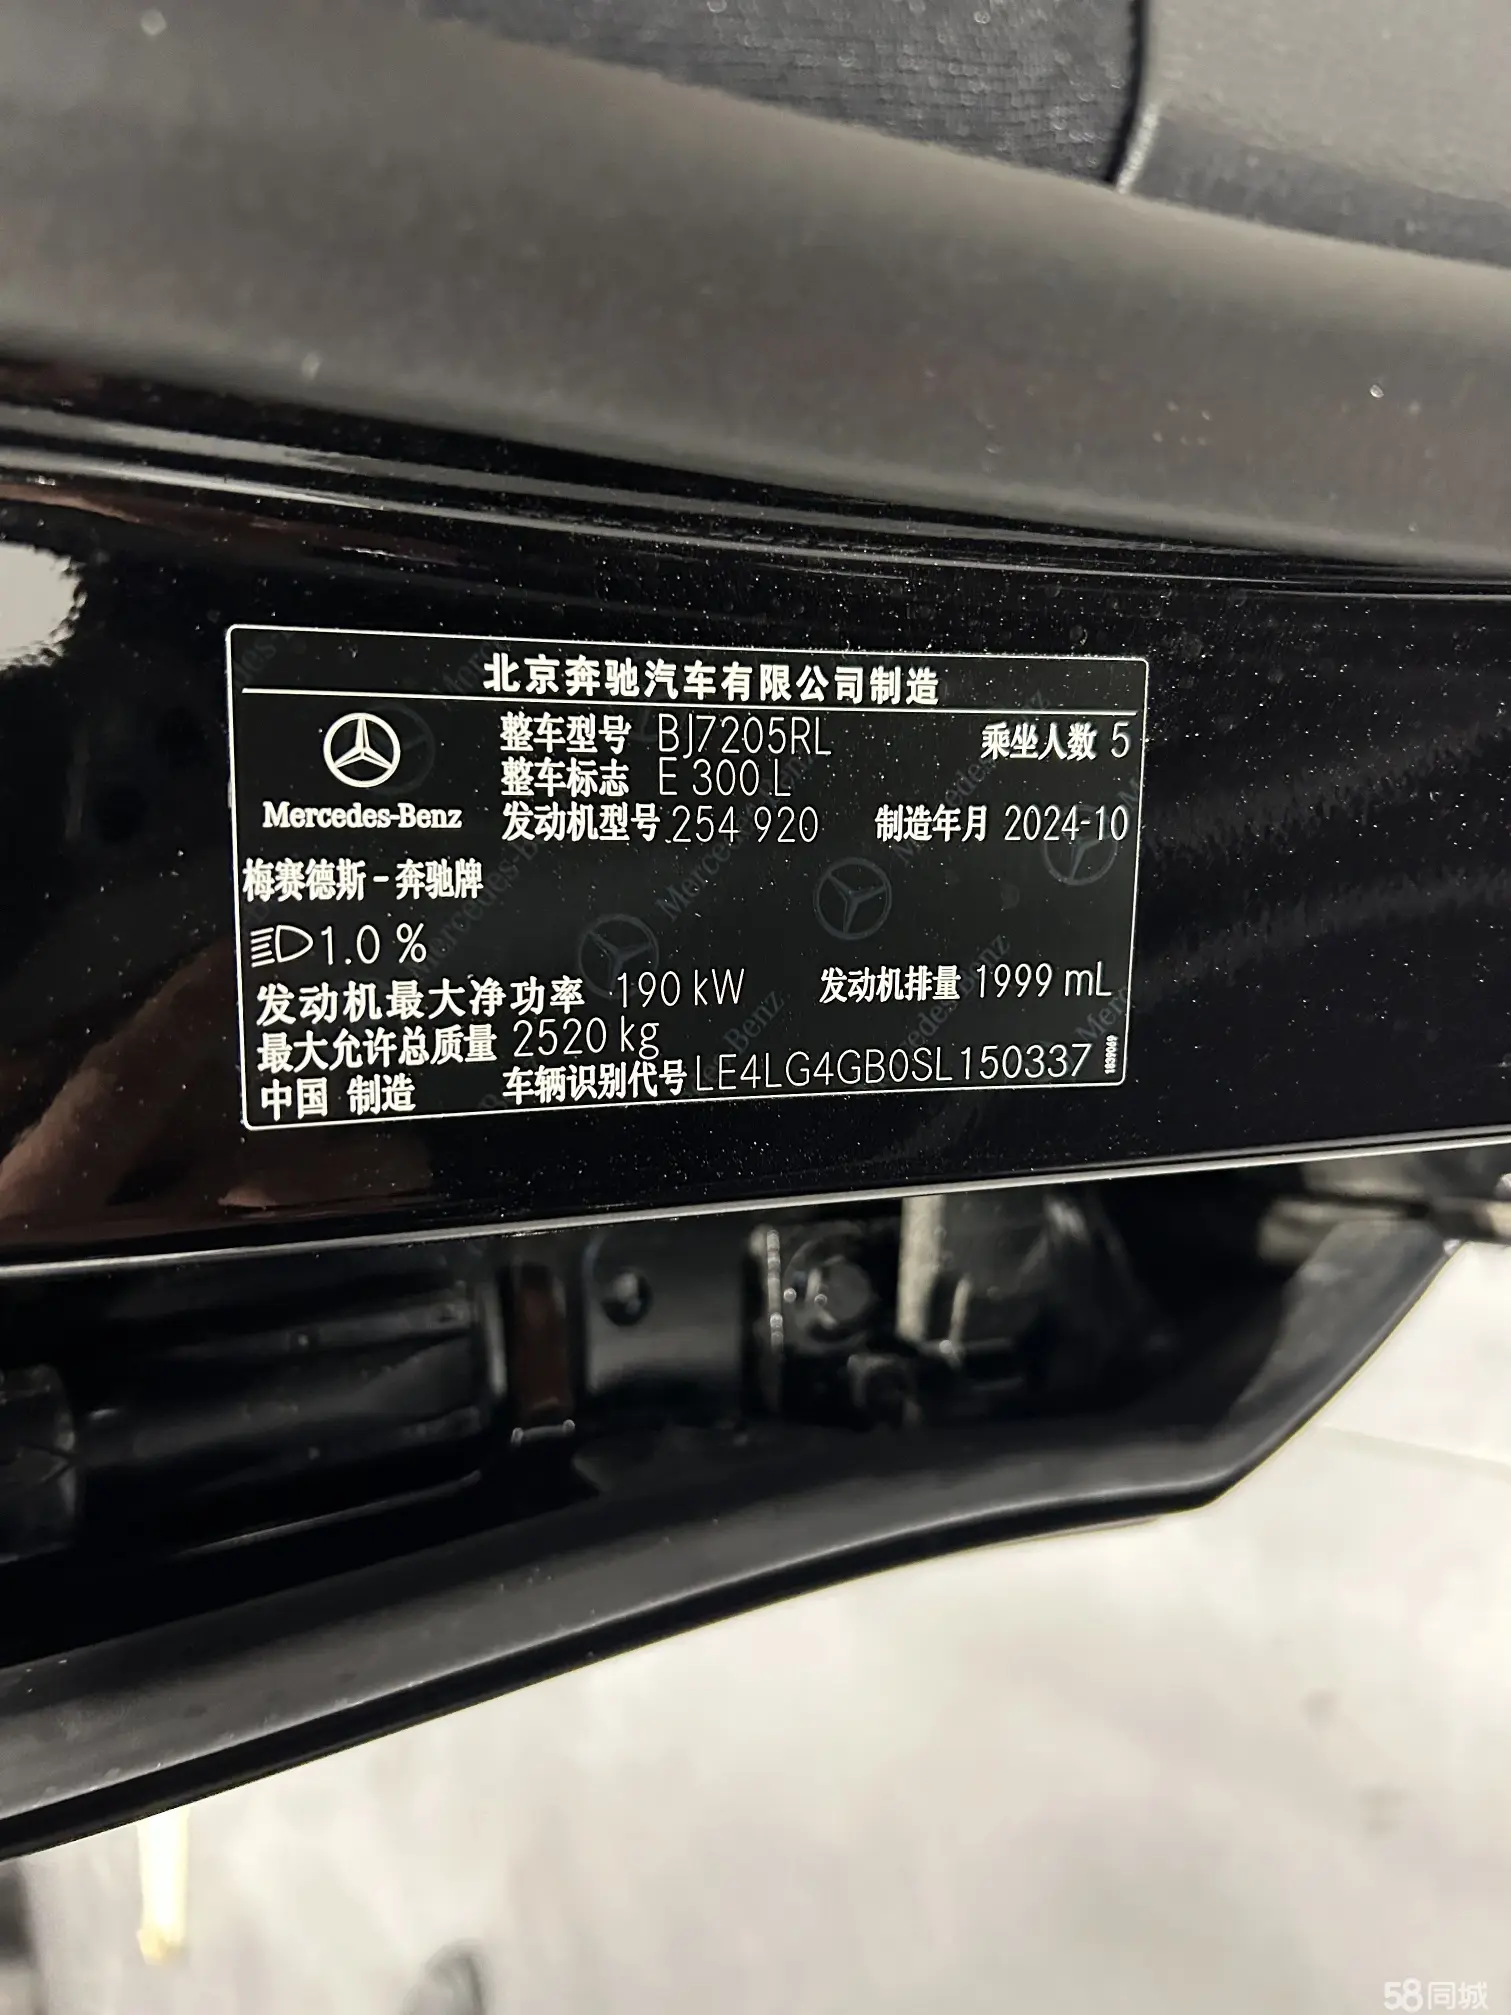 北京奔驰汽车有限公司制造
整车型号 BJ7205RL 乘坐人数 5
整车标志 E 300 L
Mercedes-Benz 发动机型号 254 920 制造年月 2024-10
梅赛德斯-奔驰牌
1.0 %
发动机最大净功率 190 kW 发动机排量 1999 mL
最大允许总质量 2520 kg
中国 制造 车辆识别代号 LE4LG4GB0SL150337
58同城